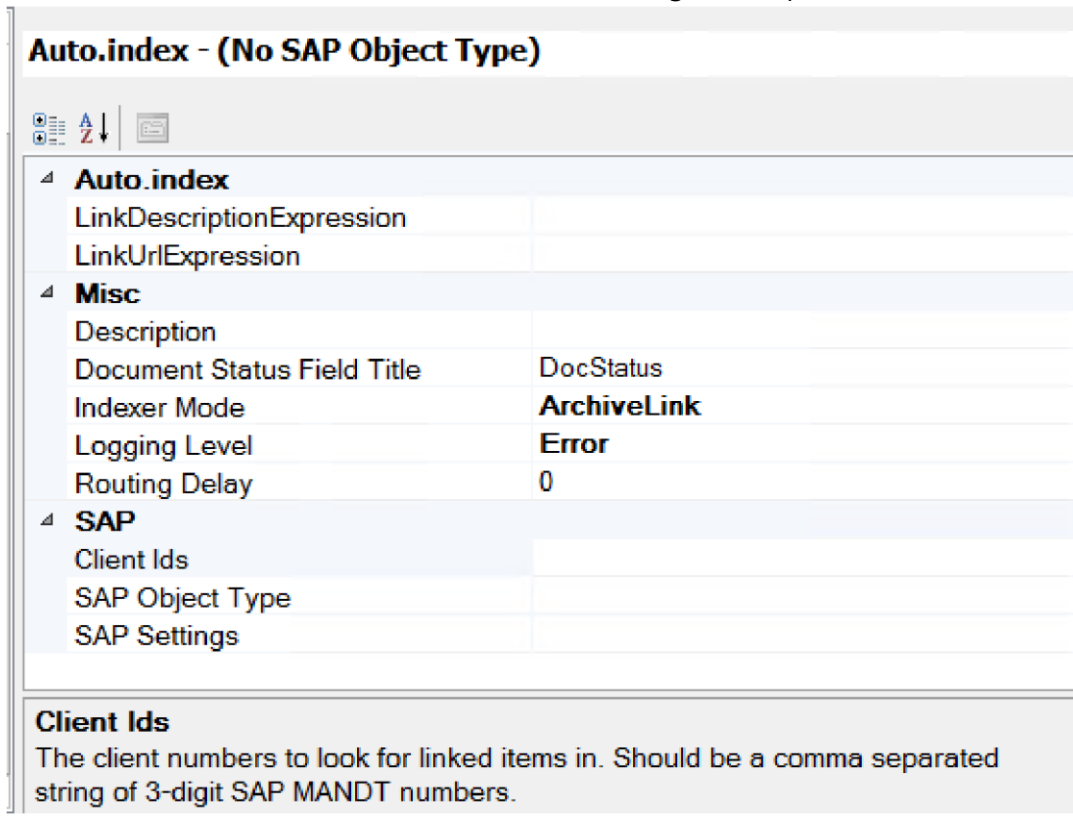 Auto.index - (No SAP Object Type)
Auto.index
LinkDescriptionExpression
LinkUrlExpression
Misc
Description
Document Status Field Title DocStatus
Indexer Mode ArchiveLink
Logging Level Error
Routing Delay 0
SAP
Client Ids
SAP Object Type
SAP Settings
Client Ids
The client numbers to look for linked items in. Should be a comma separated
string of 3-digit SAP MANDT numbers.